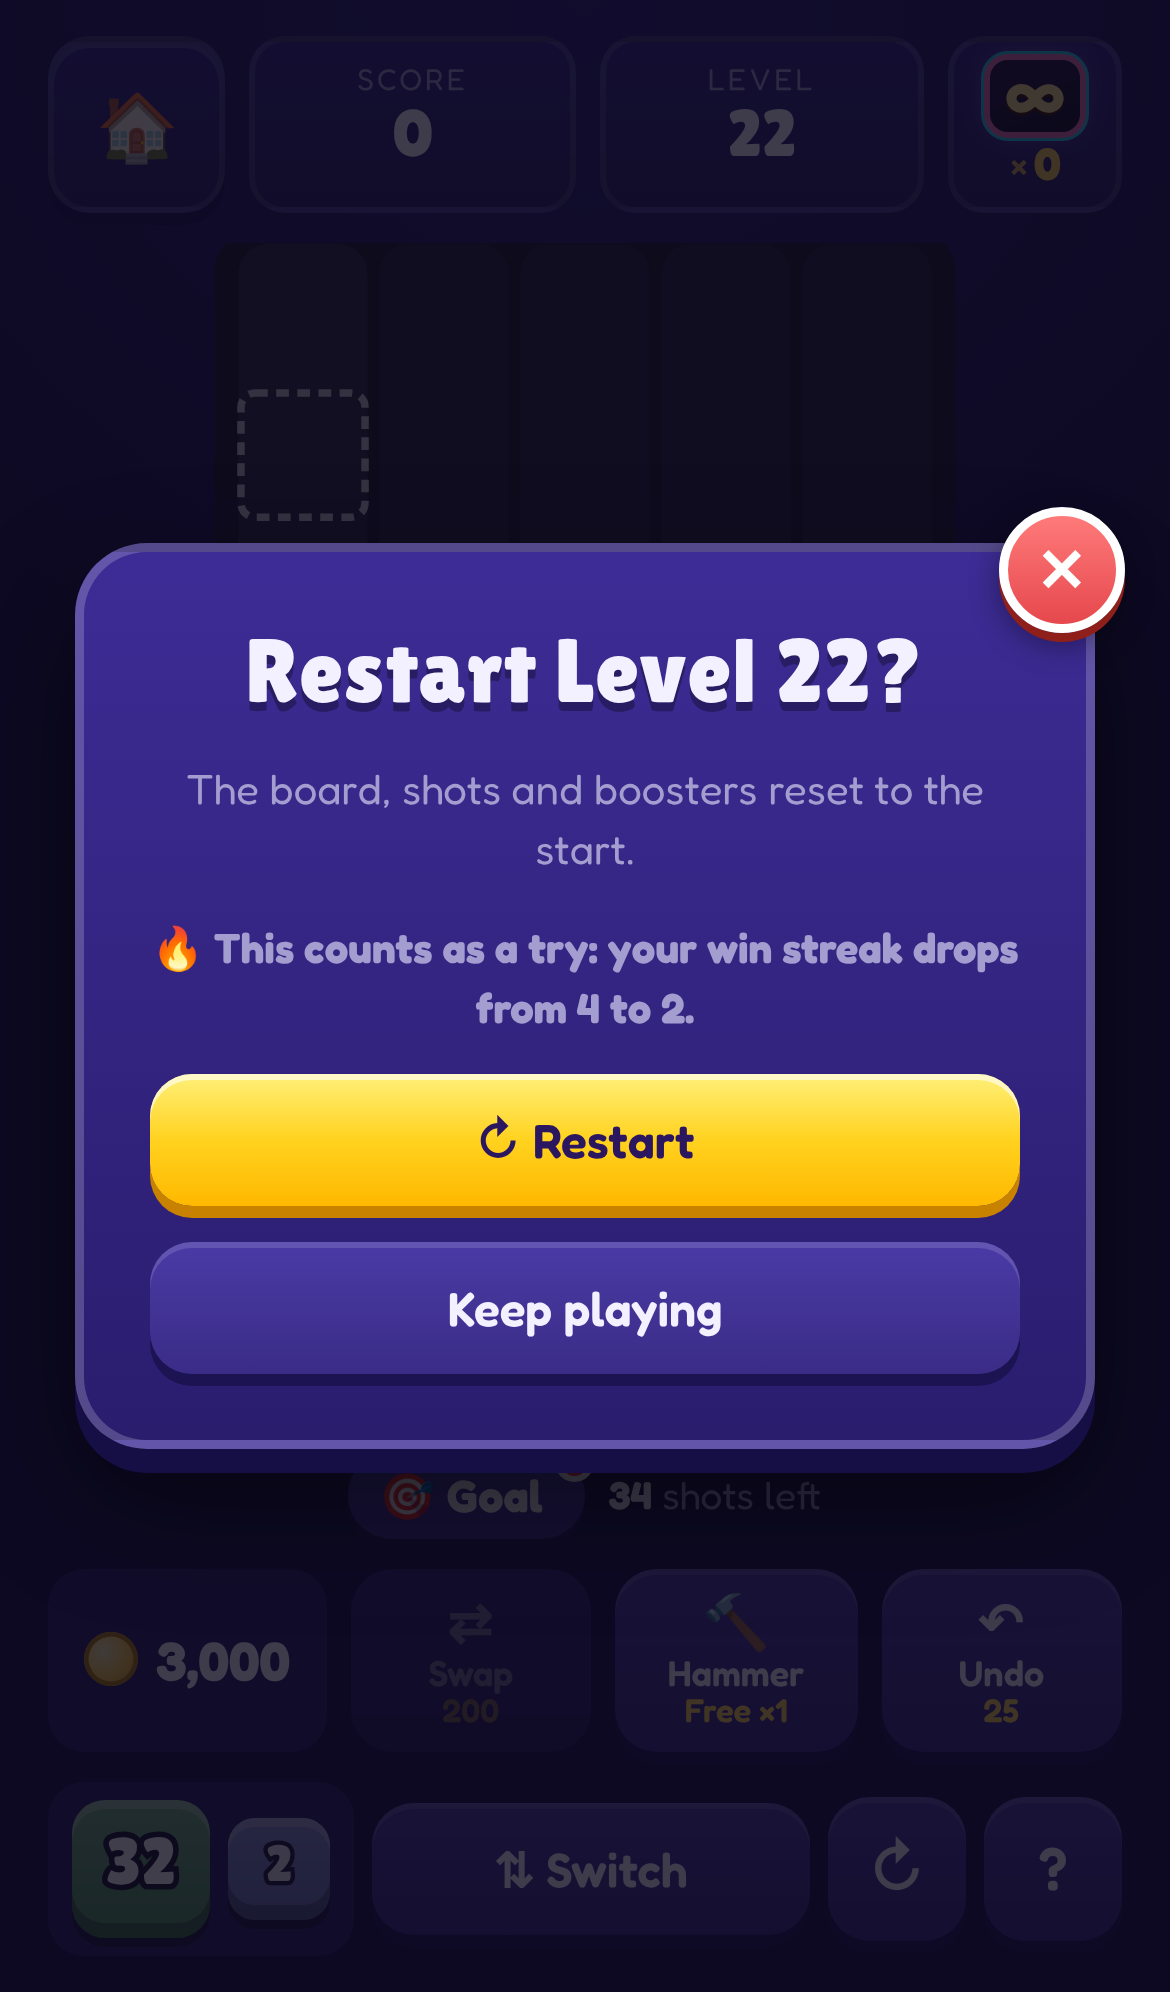 SCORE
0
LEVEL
22
∞
×0
✕
Restart Level 22?
The board, shots and boosters reset to the
start.
🔥 This counts as a try: your win streak drops
from 4 to 2.
↻ Restart
Keep playing
🎯 Goal
34 shots left
3,000
⇄
Swap
200
Hammer
Free ×1
↶
Undo
25
32
2
⇅ Switch
↻
?